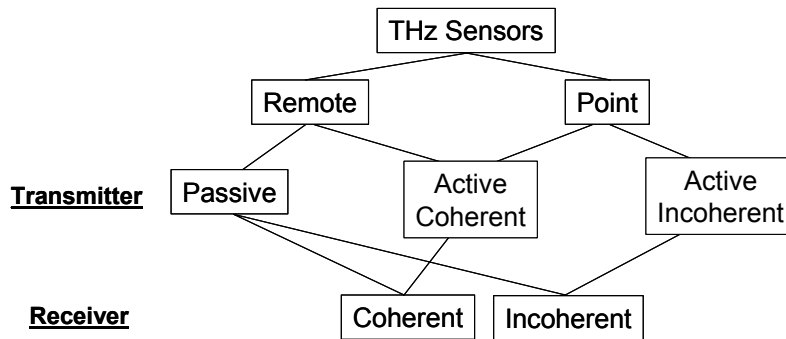 THz Sensors
Remote
Point
Transmitter
Passive
Active
Coherent
Active
Incoherent
Receiver
Coherent
Incoherent